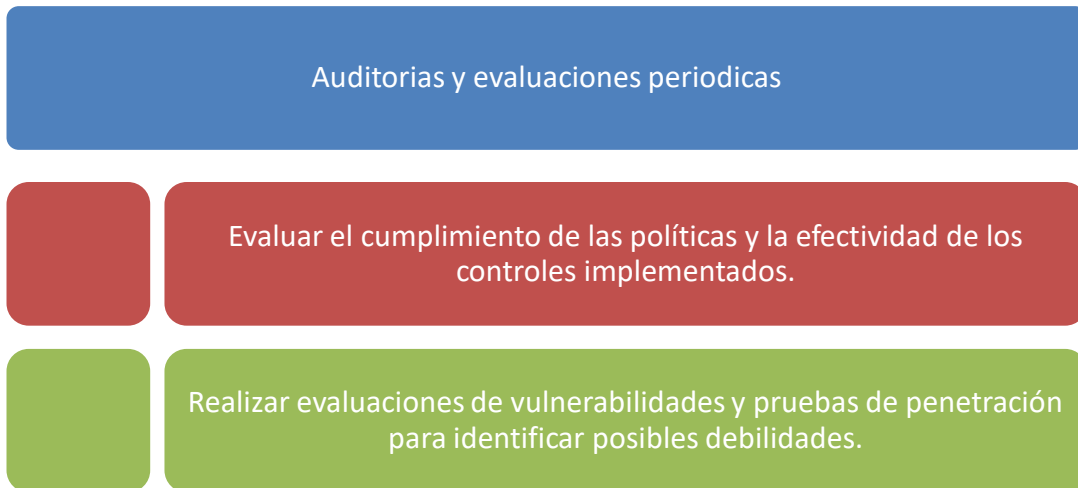 Auditorias y evaluaciones periodicas
Evaluar el cumplimiento de las políticas y la efectividad de los
controles implementados.
Realizar evaluaciones de vulnerabilidades y pruebas de penetración
para identificar posibles debilidades.